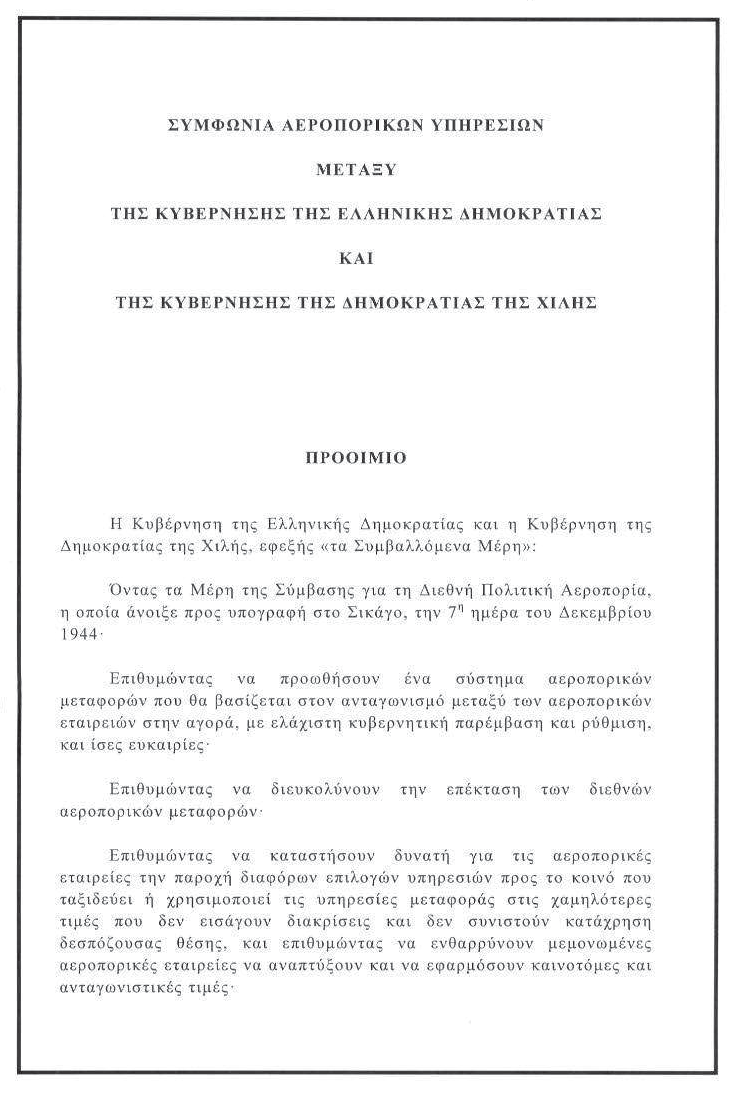 ΣΥΜΦΩΝΙΑ ΑΕΡΟΠΟΡΙΚΩΝ ΥΠΗΡΕΣΙΩΝ
ΜΕΤΑΞΥ
ΤΗΣ ΚΥΒΕΡΝΗΣΗΣ ΤΗΣ ΕΛΛΗΝΙΚΗΣ ΔΗΜΟΚΡΑΤΙΑΣ
ΚΑΙ
ΤΗΣ ΚΥΒΕΡΝΗΣΗΣ ΤΗΣ ΔΗΜΟΚΡΑΤΙΑΣ ΤΗΣ ΧΙΛΗΣ
ΠΡΟΟΙΜΙΟ
Η Κυβέρνηση της Ελληνικής Δημοκρατίας και η Κυβέρνηση της
Δημοκρατίας της Χιλής, εφεξής «τα Συμβαλλόμενα Μέρη»:
Όντας τα Μέρη της Σύμβασης για τη Διεθνή Πολιτική Αεροπορία,
η οποία άνοιξε προς υπογραφή στο Σικάγο, την 7η ημέρα του Δεκεμβρίου
1944·
Επιθυμώντας να προωθήσουν ένα σύστημα αεροπορικών
μεταφορών που θα βασίζεται στον ανταγωνισμό μεταξύ των αεροπορικών
εταιρειών στην αγορά, με ελάχιστη κυβερνητική παρέμβαση και ρύθμιση,
και ίσες ευκαιρίες·
Επιθυμώντας να διευκολύνουν την επέκταση των διεθνών
αεροπορικών μεταφορών·
Επιθυμώντας να καταστήσουν δυνατή για τις αεροπορικές
εταιρείες την παροχή διαφόρων επιλογών υπηρεσιών προς το κοινό που
ταξιδεύει ή χρησιμοποιεί τις υπηρεσίες μεταφοράς στις χαμηλότερες
τιμές που δεν εισάγουν διακρίσεις και δεν συνιστούν κατάχρηση
δεσπόζουσας θέσης, και επιθυμώντας να ενθαρρύνουν μεμονωμένες
αεροπορικές εταιρείες να αναπτύξουν και να εφαρμόσουν καινοτόμες και
ανταγωνιστικές τιμές·